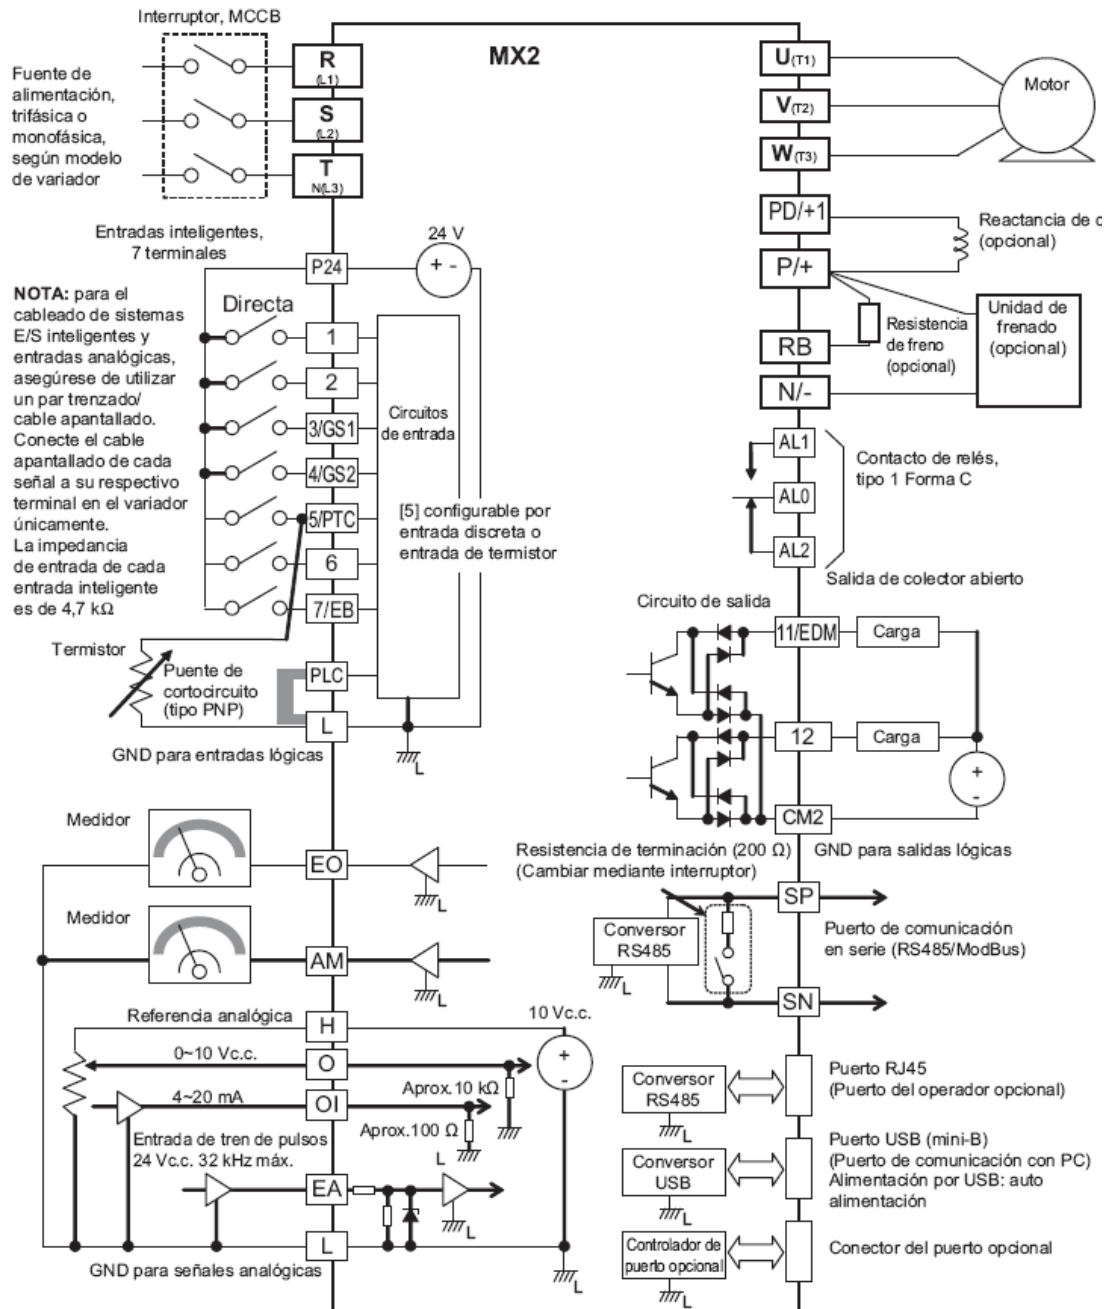 Interruptor, MCCB
MX2
Fuente de
alimentación,
trifásica o
monofásica,
según modelo
de variador
R
(L1)
S
(L2)
T
N(L3)
U(T1)
V(T2)
W(T3)
Motor
PD/+1
P/+
RB
N/-
Reactancia de c
(opcional)
Resistencia
de freno
(opcional)
Unidad de
frenado
(opcional)
Entradas inteligentes,
7 terminales
24 V
+ -
P24
NOTA: para el
cableado de sistemas
E/S inteligentes y
entradas analógicas,
asegúrese de utilizar
un par trenzado/
cable apantallado.
Conecte el cable
apantallado de cada
señal a su respectivo
terminal en el variador
únicamente.
La impedancia
de entrada de cada
entrada inteligente
es de 4,7 kΩ
Directa
1
2
3/GS1
4/GS2
5/PTC
6
7/EB
PLC
L
Circuitos
de entrada
[5] configurable por
entrada discreta o
entrada de termistor
Termistor
Puente de
cortocircuito
(tipo PNP)
GND para entradas lógicas
L
AL1
AL0
AL2
Contacto de relés,
tipo 1 Forma C
Salida de colector abierto
Circuito de salida
11/EDM
Carga
12
Carga
+
-
CM2
GND para salidas lógicas
Medidor
EO
L
Medidor
AM
L
Resistencia de terminación (200 Ω)
(Cambiar mediante interruptor)
SP
Conversor
RS485
L
SN
Puerto de comunicación
en serie (RS485/ModBus)
Referencia analógica
H
10 Vc.c.
+
-
0~10 Vc.c.
O
Aprox.10 kΩ
4~20 mA
OI
Aprox.100 Ω
L
Entrada de tren de pulsos
24 Vc.c. 32 kHz máx.
EA
L
L
GND para señales analógicas
L
Conversor
RS485
L
Puerto RJ45
(Puerto del operador opcional)
Conversor
USB
L
Puerto USB (mini-B)
(Puerto de comunicación con PC)
Alimentación por USB: auto
alimentación
Controlador de
puerto opcional
L
Conector del puerto opcional